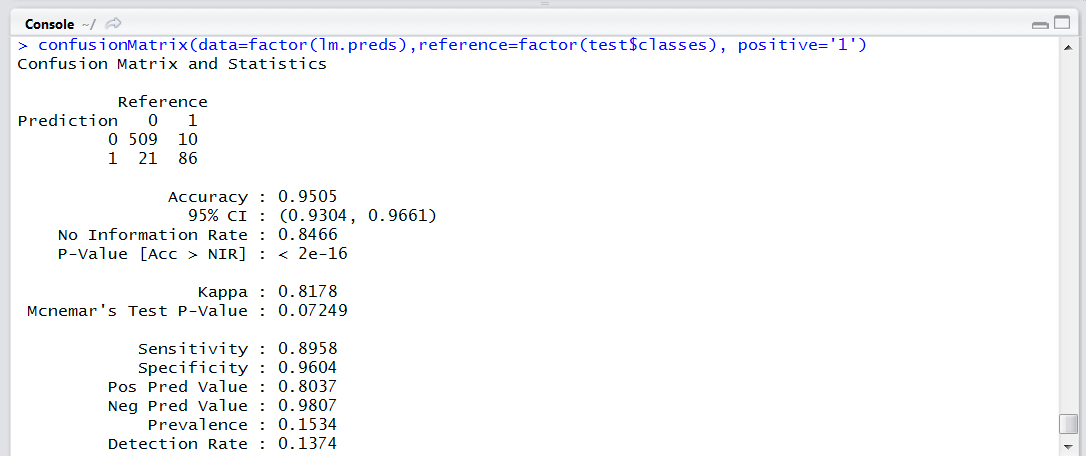 Console ~/
> confusionMatrix(data=factor(lm.preds),reference=factor(test$classes), positive='1')
Confusion Matrix and Statistics
Reference
Prediction 0 1
0 509 10
1 21 86
Accuracy : 0.9505
95% CI : (0.9304, 0.9661)
No Information Rate : 0.8466
P-Value [Acc > NIR] : < 2e-16
Kappa : 0.8178
Mcnemar's Test P-Value : 0.07249
Sensitivity : 0.8958
Specificity : 0.9604
Pos Pred Value : 0.8037
Neg Pred Value : 0.9807
Prevalence : 0.1534
Detection Rate : 0.1374